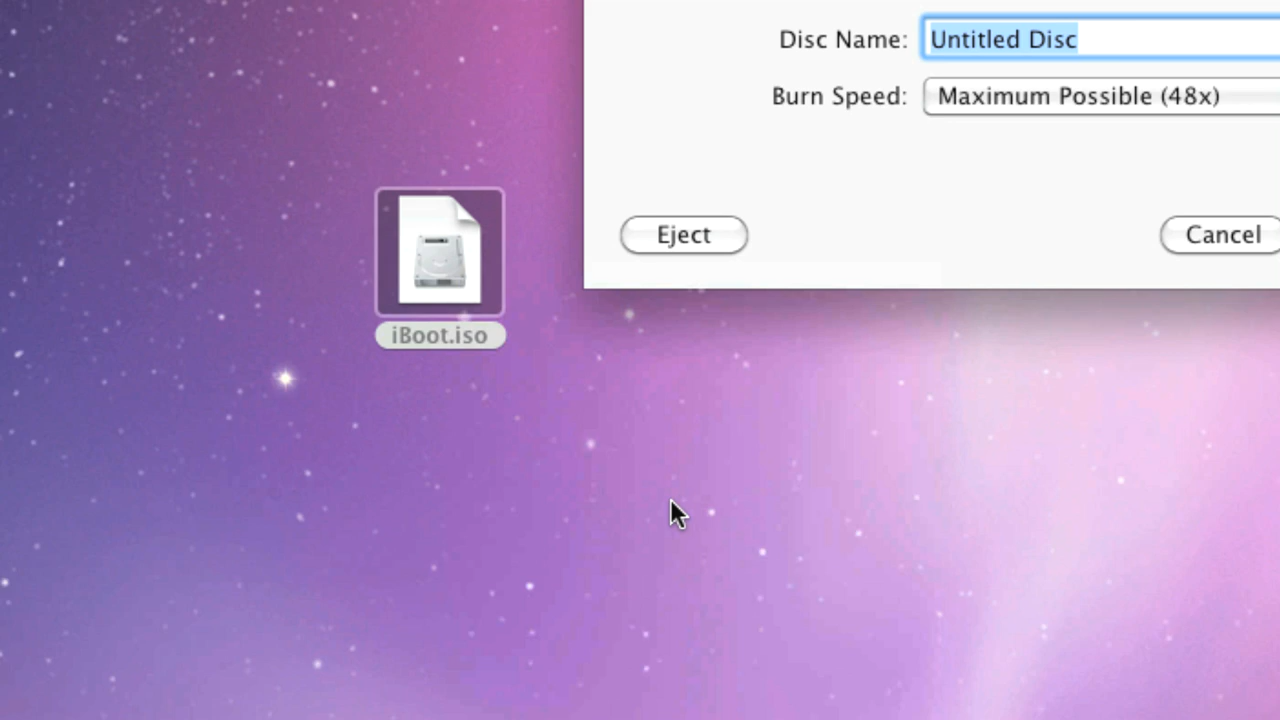 Disc Name: Untitled Disc
Burn Speed: Maximum Possible (48x)
Eject Cancel
iBoot.iso